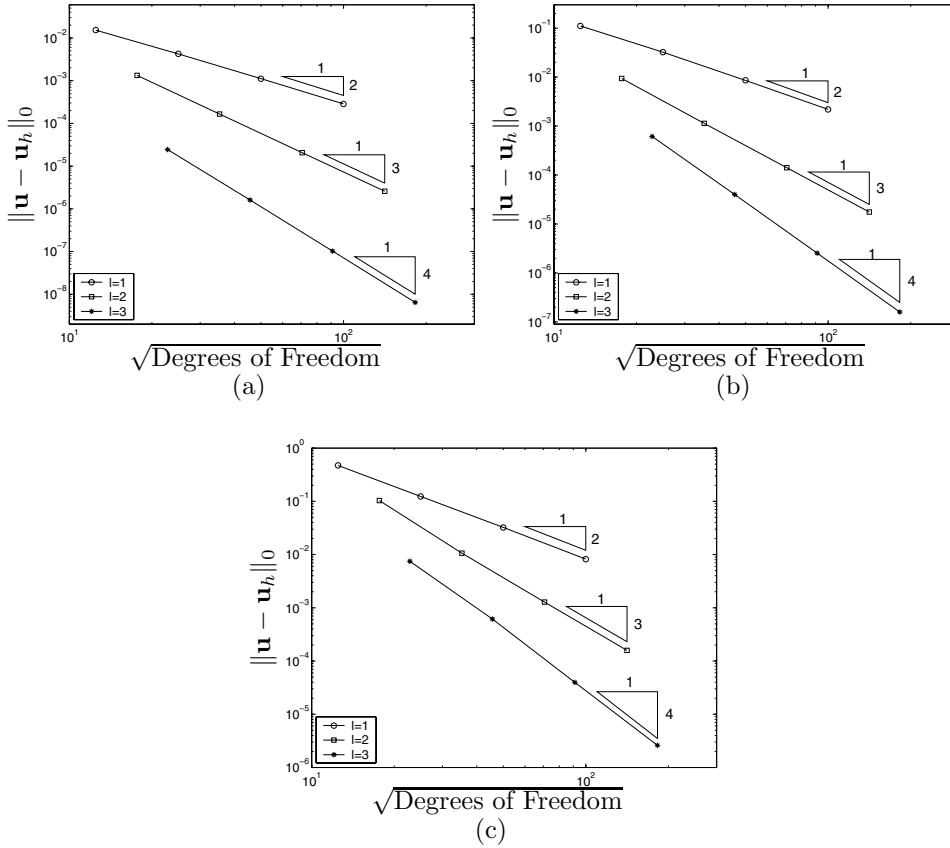 10^-2
10^-3
10^-4
10^-5
10^-6
10^-7
10^-8
‖u − u_h‖_0
1
2
1
3
1
4
l=1
l=2
l=3
10^1
10^2
√Degrees of Freedom
(a)
10^-1
10^-2
10^-3
10^-4
10^-5
10^-6
10^-7
‖u − u_h‖_0
1
2
1
3
1
4
l=1
l=2
l=3
10^1
10^2
√Degrees of Freedom
(b)
10^0
10^-1
10^-2
10^-3
10^-4
10^-5
10^-6
‖u − u_h‖_0
1
2
1
3
1
4
l=1
l=2
l=3
10^1
10^2
√Degrees of Freedom
(c)